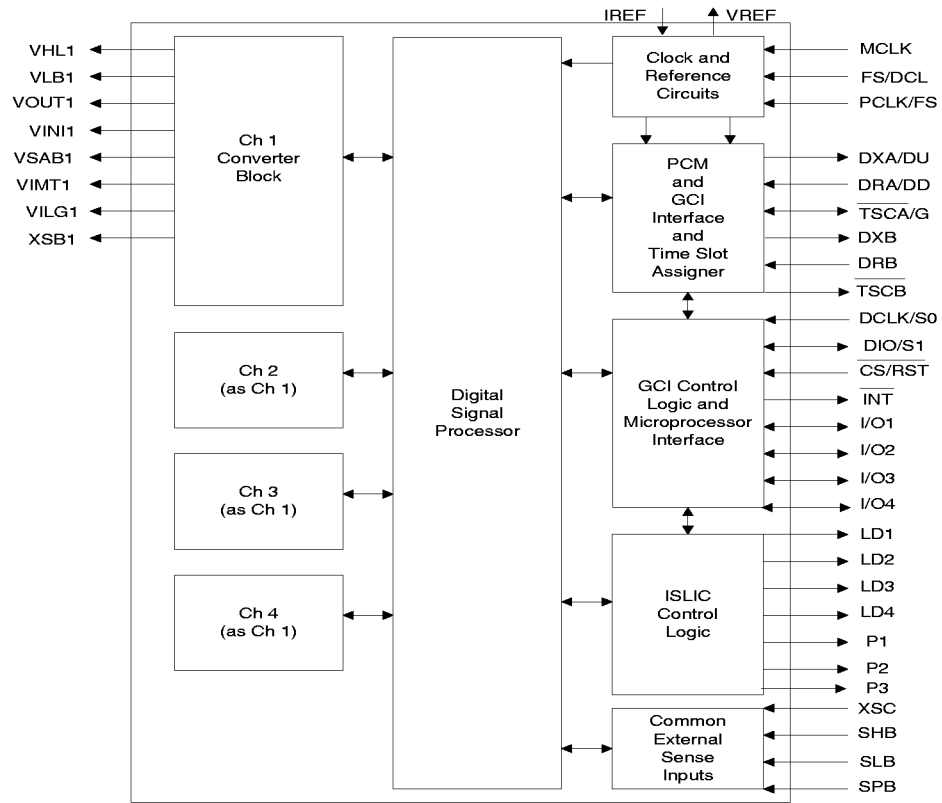 IREF
VREF
VHL1
VLB1
VOUT1
VINI1
VSAB1
VIMT1
VILG1
XSB1
Ch 1
Converter
Block
Ch 2
(as Ch 1)
Ch 3
(as Ch 1)
Ch 4
(as Ch 1)
Digital
Signal
Processor
Clock and
Reference
Circuits
PCM
and
GCI
Interface
and
Time Slot
Assigner
GCI Control
Logic and
Microprocessor
Interface
ISLIC
Control
Logic
Common
External
Sense
Inputs
MCLK
FS/DCL
PCLK/FS
DXA/DU
DRA/DD
TSCA/G
DXB
DRB
TSCB
DCLK/S0
DIO/S1
CS/RST
INT
I/O1
I/O2
I/O3
I/O4
LD1
LD2
LD3
LD4
P1
P2
P3
XSC
SHB
SLB
SPB